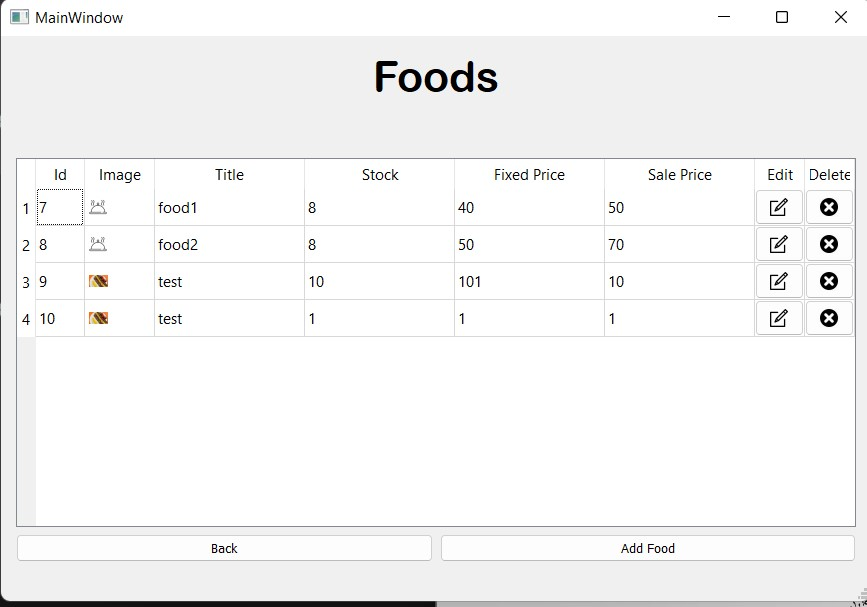 MainWindow
Foods
Id Image Title Stock Fixed Price Sale Price Edit Delete
1 7 food1 8 40 50
2 8 food2 8 50 70
3 9 test 10 101 10
4 10 test 1 1 1
Back Add Food